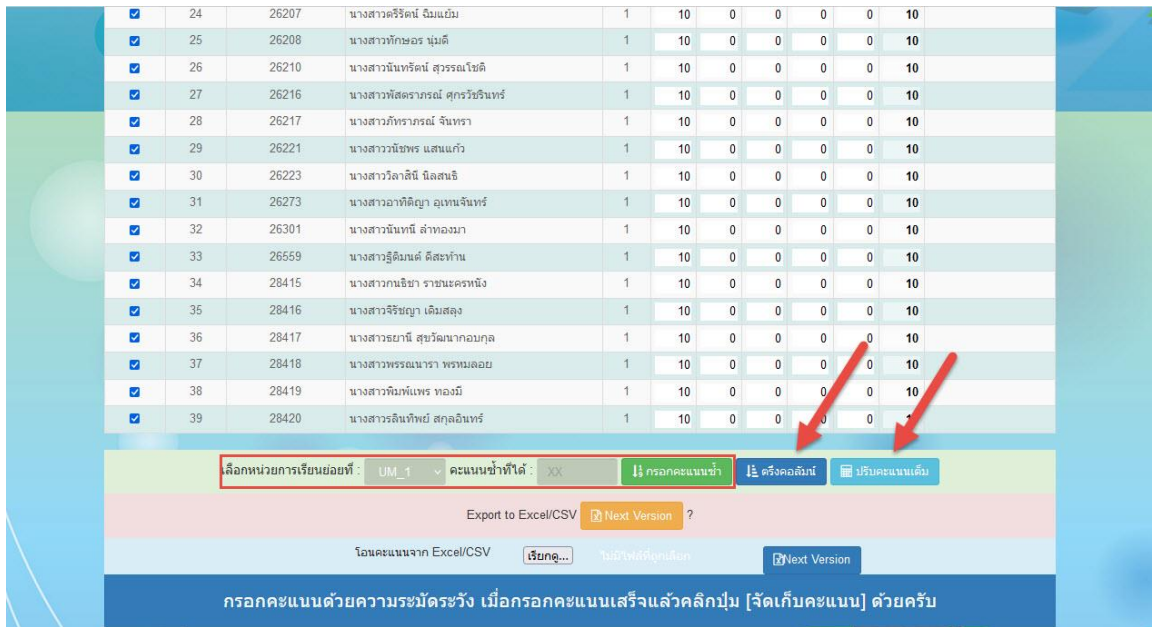 24 26207 นางสาวตรีรัตน์ ฉิมแย้ม 1 10 0 0 0 0 10
25 26208 นางสาวทักษอร นุ่มดี 1 10 0 0 0 0 10
26 26210 นางสาวนันทรัตน์ สุวรรณโชติ 1 10 0 0 0 0 10
27 26216 นางสาวพัสตราภรณ์ ศุกรวัชรินทร์ 1 10 0 0 0 0 10
28 26217 นางสาวภัทราภรณ์ จันทรา 1 10 0 0 0 0 10
29 26221 นางสาววนัชพร แสนแก้ว 1 10 0 0 0 0 10
30 26223 นางสาววิลาสินี นิลสนธิ 1 10 0 0 0 0 10
31 26273 นางสาวอาทิติญา อุเทนจันทร์ 1 10 0 0 0 0 10
32 26301 นางสาวนันทนี ลำทองมา 1 10 0 0 0 0 10
33 26559 นางสาวฐิติมนต์ ดีสะท้าน 1 10 0 0 0 0 10
34 28415 นางสาวกนธิชา ราชนะครหนัง 1 10 0 0 0 0 10
35 28416 นางสาวจีรัชญา เติมสลุง 1 10 0 0 0 0 10
36 28417 นางสาวธยานี สุขวัฒนากอบกุล 1 10 0 0 0 0 10
37 28418 นางสาวพรรณนารา พรหมลอย 1 10 0 0 0 0 10
38 28419 นางสาวพิมพ์แพร ทองมี 1 10 0 0 0 0 10
39 28420 นางสาวรลินทิพย์ สกุลอินทร์ 1 10 0 0 0
เลือกหน่วยการเรียนย่อยที่ : UM_1 คะแนนซ้ำที่ได้ : XX กรอกคะแนนซ้ำ ตรึงคอลัมน์ ปรับคะแนนเต็ม
Export to Excel/CSV Next Version ?
โอนคะแนนจาก Excel/CSV เรียกดู... ไม่มีไฟล์ที่ถูกเลือก Next Version
กรอกคะแนนด้วยความระมัดระวัง เมื่อกรอกคะแนนเสร็จแล้วคลิกปุ่ม [จัดเก็บคะแนน] ด้วยครับ